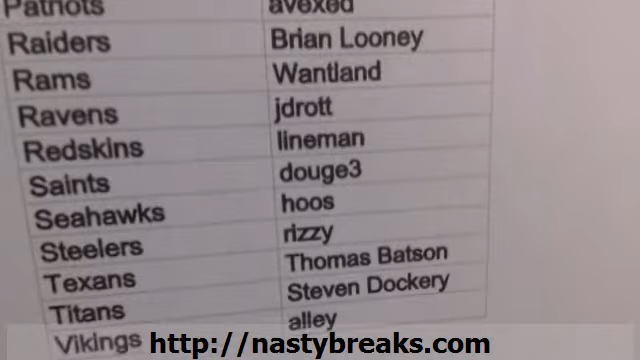 Patriots avexed
Raiders Brian Looney
Rams Wantland
Ravens jdrott
Redskins lineman
Saints douge3
Seahawks hoos
Steelers rizzy
Texans Thomas Batson
Titans Steven Dockery
Vikings alley
http://nastybreaks.com